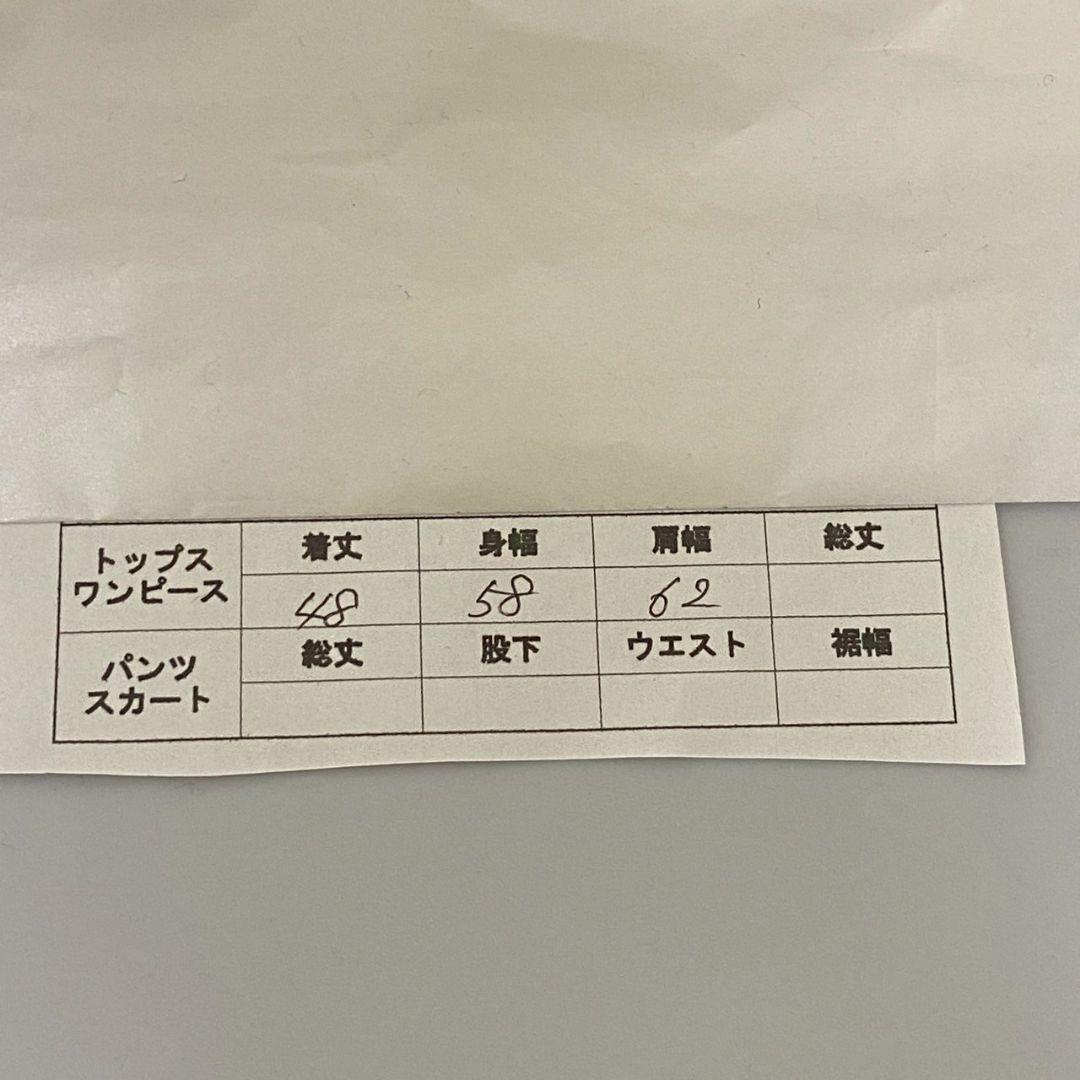 トップス
ワンピース
着丈 身幅 肩幅 総丈
48 58 62
パンツ
スカート
総丈 股下 ウエスト 裾幅